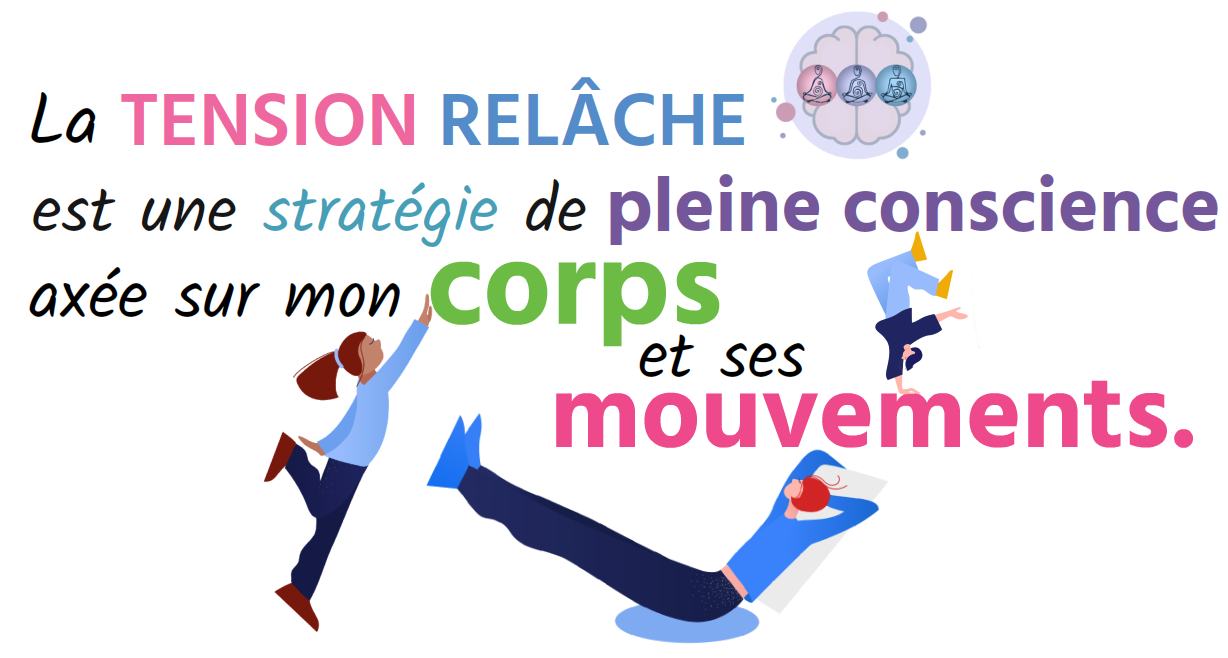 La TENSION RELÂCHE
est une stratégie de pleine conscience
axée sur mon corps
et ses
mouvements.